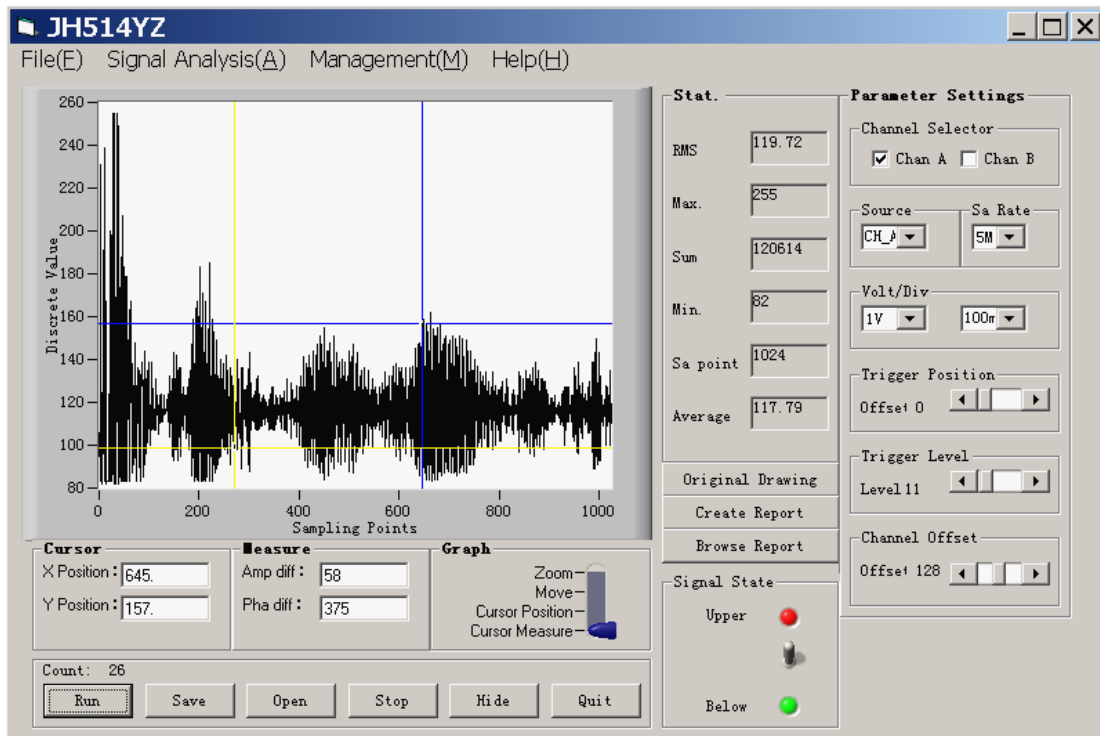 JH514YZ
File(F) Signal Analysis(A) Management(M) Help(H)
260
240
220
200
180
160
140
120
100
80
Discrete Value
0 200 400 600 800 1000
Sampling Points
Stat.
RMS 119.72
Max. 255
Sum 120614
Min. 82
Sa point 1024
Average 117.79
Original Drawing
Create Report
Browse Report
Parameter Settings
Channel Selector
Chan A Chan B
Source Sa Rate
CH_A 5M
Volt/Div
1V 100m
Trigger Position
Offset 0
Trigger Level
Level 11
Channel Offset
Offset 128
Cursor
X Position: 645.
Y Position: 157.
Measure
Amp diff: 58
Pha diff: 375
Graph
Zoom
Move
Cursor Position
Cursor Measure
Signal State
Upper
Below
Count: 26
Run Save Open Stop Hide Quit